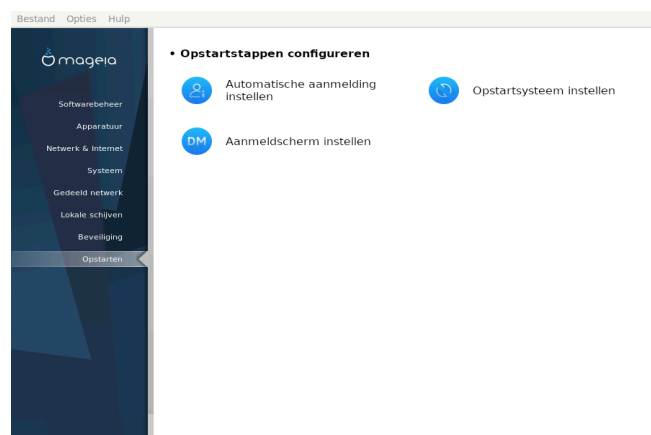 Bestand Opties Hulp
mageia
Softwarebeheer
Apparatuur
Netwerk & Internet
Systeem
Gedeeld netwerk
Lokale schijven
Beveiliging
Opstarten
• Opstartstappen configureren
Automatische aanmelding
instellen
Opstartsysteem instellen
DM
Aanmeldscherm instellen